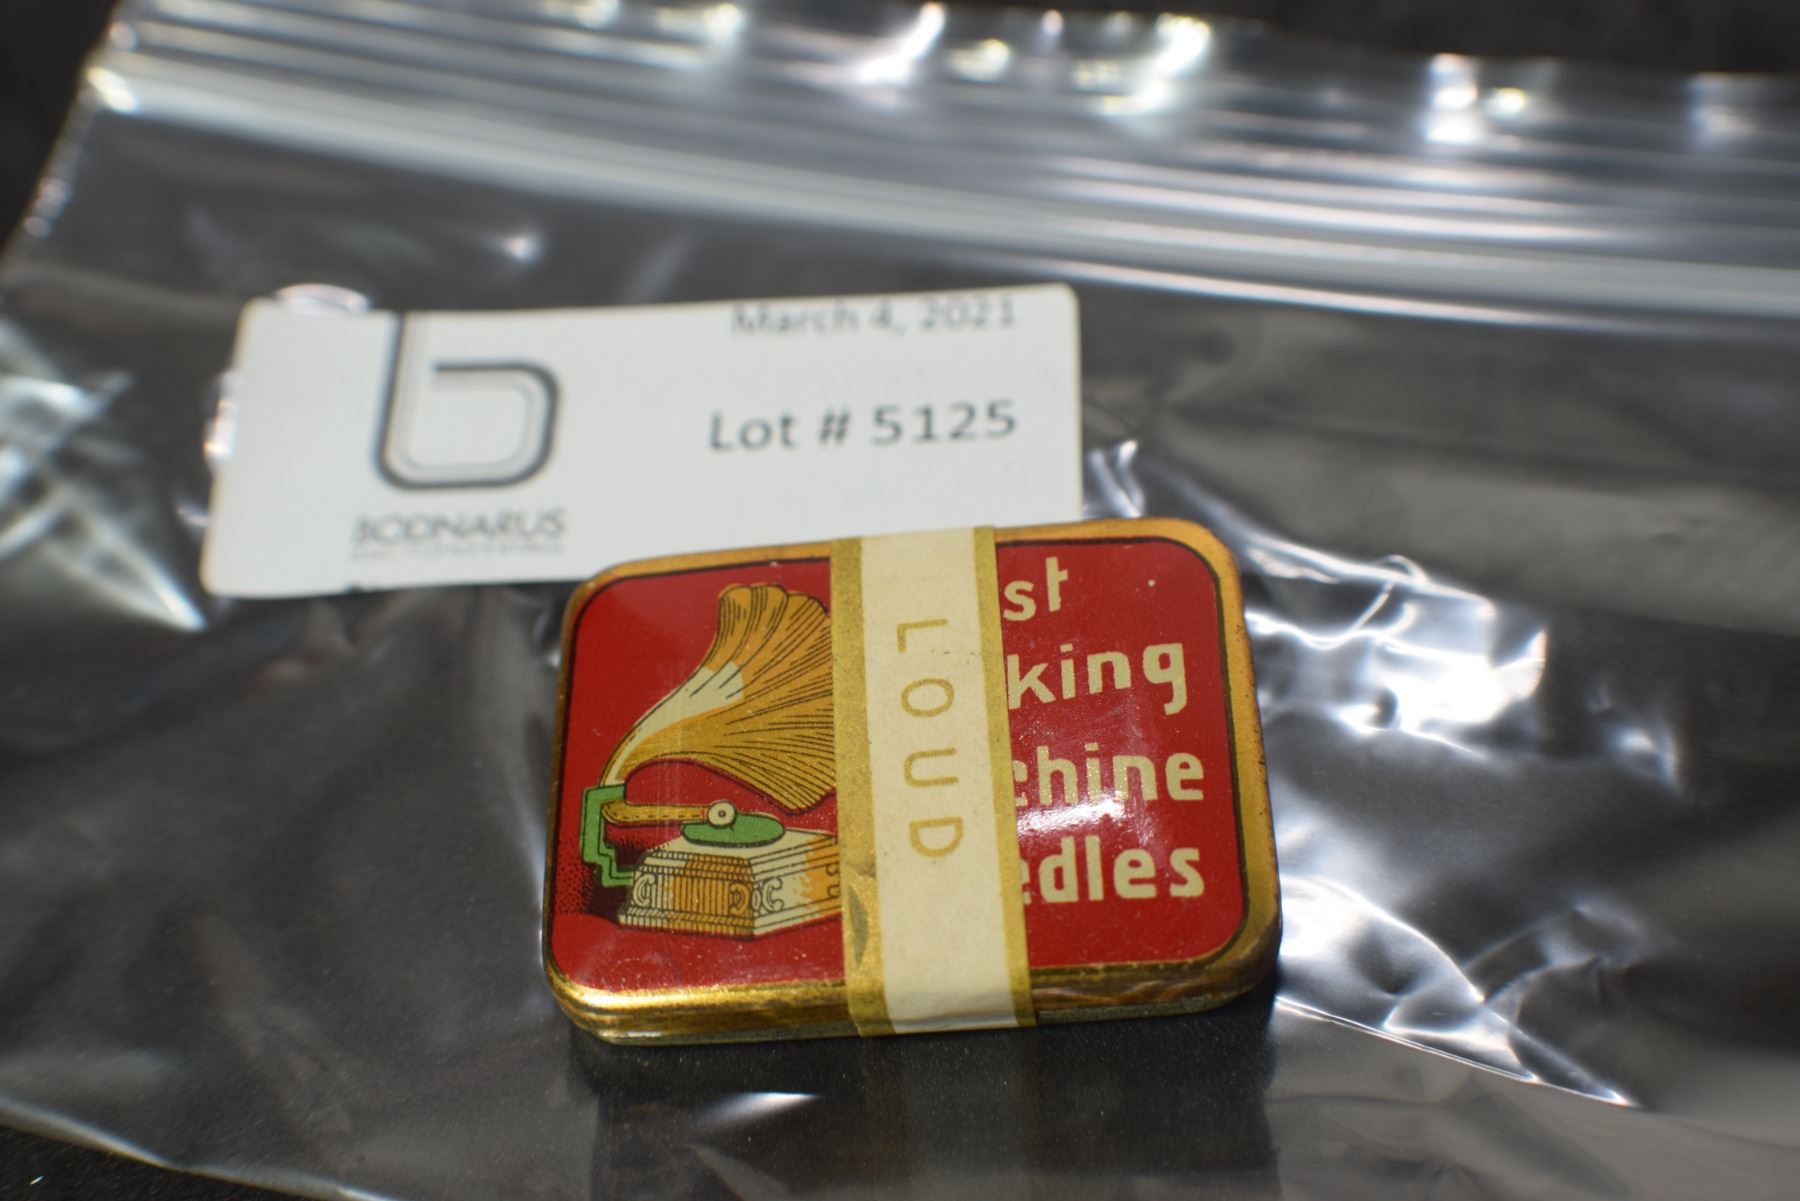 March 4, 2021
Lot # 5125
BODNARUS
LOUD
st
king
chine
edles